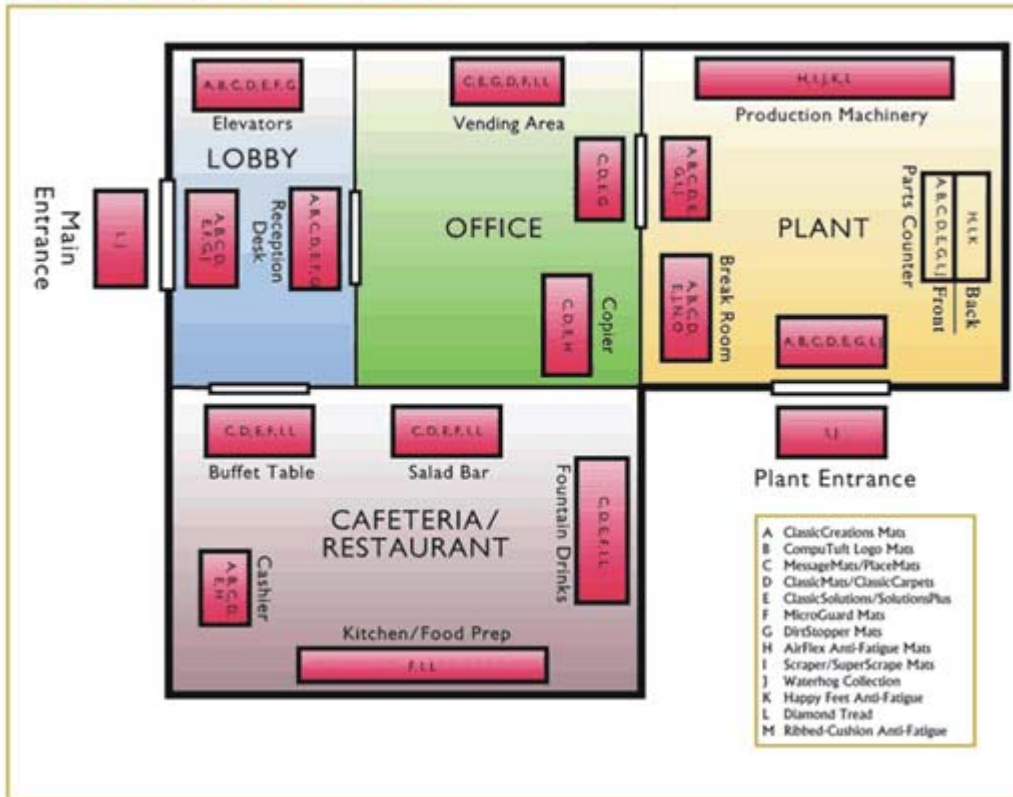 A, B, C, D, E, F, G
Elevators
LOBBY
Main
Entrance
I, J
A, B, C, D,
E, F, G, J
Reception
Desk
A, B, C, D, E, F, G
C, E, G, D, F, I, L
Vending Area
C, D, E, G
OFFICE
C, D, E, H
Copier
H, I, J, K, L
Production Machinery
A, B, C, D, E,
G, I, J
PLANT
Parts Counter
A, B, C, D, E, G, I, J
H, I, K
Front
Back
A, B, C, D,
E, J, N, O
Break Room
A, B, C, D, E, G, I, J
I, J
Plant Entrance
C, D, E, F, I, L
Buffet Table
C, D, E, F, I, L
Salad Bar
C, D, E, F, I, L
Fountain Drinks
CAFETERIA/
RESTAURANT
A, B, C, D,
E, H
Cashier
Kitchen/Food Prep
F, I, L
A ClassicCreations Mats
B CompuTuft Logo Mats
C MessageMats/PlaceMats
D ClassicMats/ClassicCarpets
E ClassicSolutions/SolutionsPlus
F MicroGuard Mats
G DirtStopper Mats
H AirFlex Anti-Fatigue Mats
I Scraper/SuperScrape Mats
J Waterhog Collection
K Happy Feet Anti-Fatigue
L Diamond Tread
M Ribbed-Cushion Anti-Fatigue